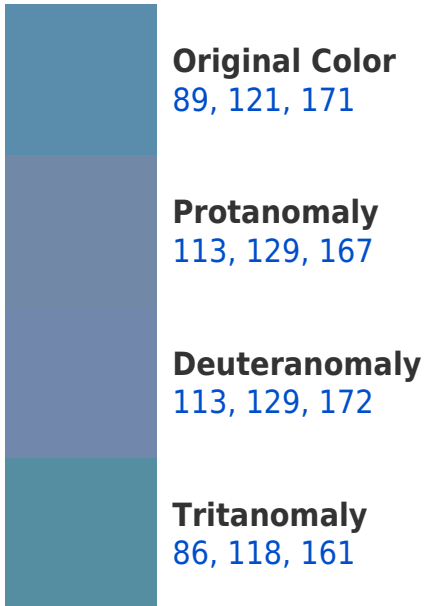 Original Color
89, 121, 171
Protanomaly
113, 129, 167
Deuteranomaly
113, 129, 172
Tritanomaly
86, 118, 161